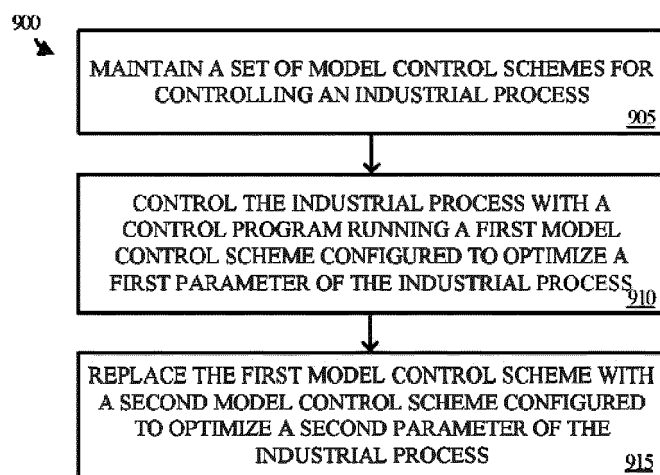 900
MAINTAIN A SET OF MODEL CONTROL SCHEMES FOR
CONTROLLING AN INDUSTRIAL PROCESS
905
CONTROL THE INDUSTRIAL PROCESS WITH A
CONTROL PROGRAM RUNNING A FIRST MODEL
CONTROL SCHEME CONFIGURED TO OPTIMIZE A
FIRST PARAMETER OF THE INDUSTRIAL PROCESS
910
REPLACE THE FIRST MODEL CONTROL SCHEME WITH
A SECOND MODEL CONTROL SCHEME CONFIGURED
TO OPTIMIZE A SECOND PARAMETER OF THE
INDUSTRIAL PROCESS
915